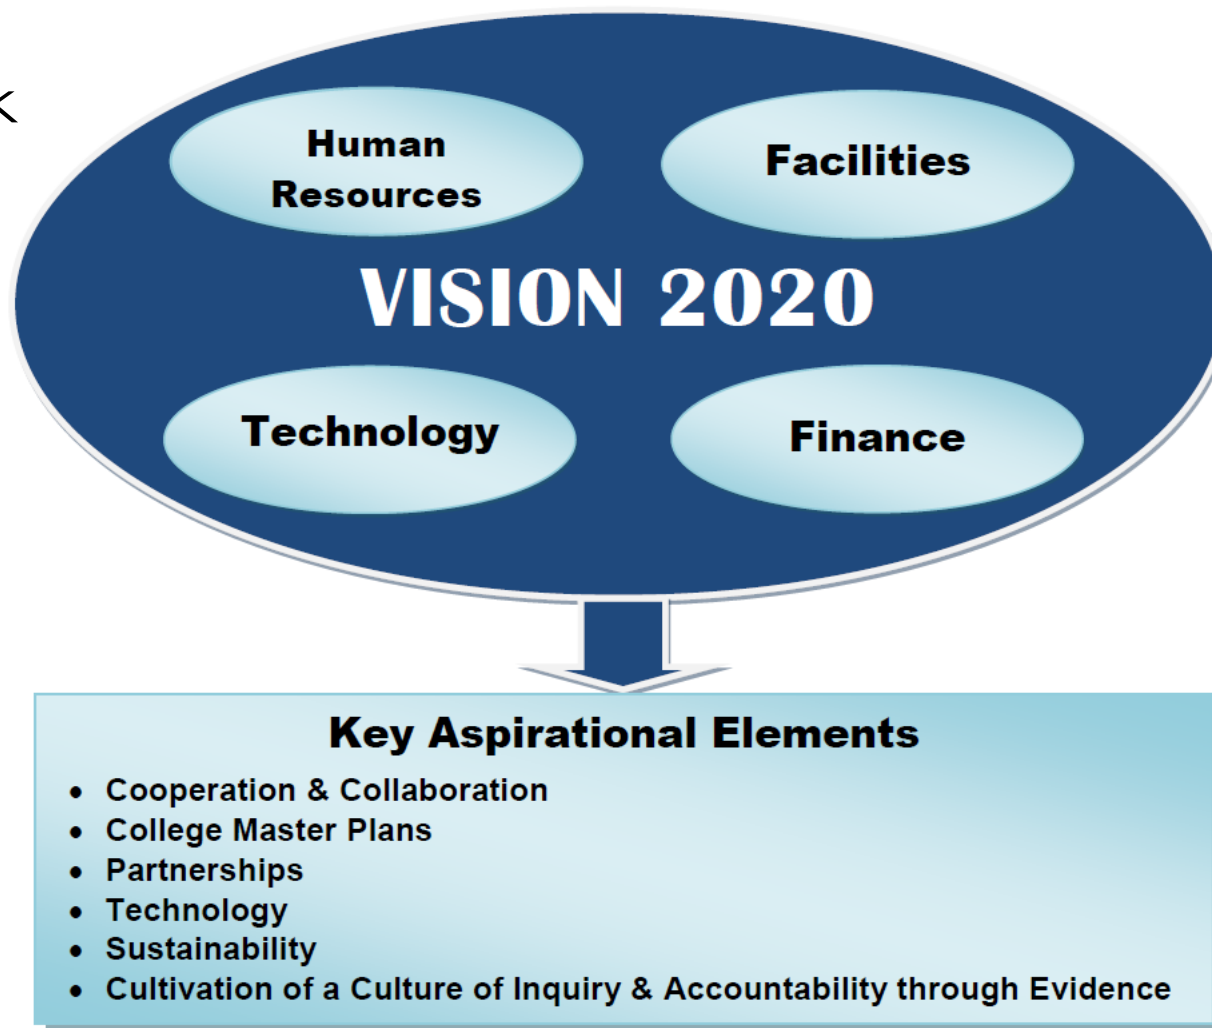 k
Human
Resources
Facilities
VISION 2020
Technology
Finance
Key Aspirational Elements
• Cooperation & Collaboration
• College Master Plans
• Partnerships
• Technology
• Sustainability
• Cultivation of a Culture of Inquiry & Accountability through Evidence